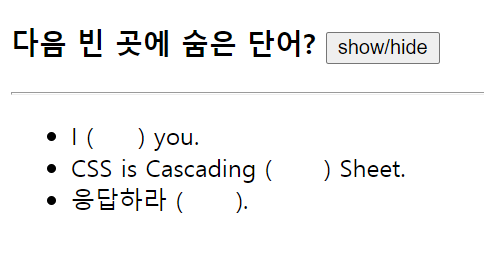 다음 빈 곳에 숨은 단어? show/hide
I (      ) you.
CSS is Cascading (      ) Sheet.
응답하라 (      ).